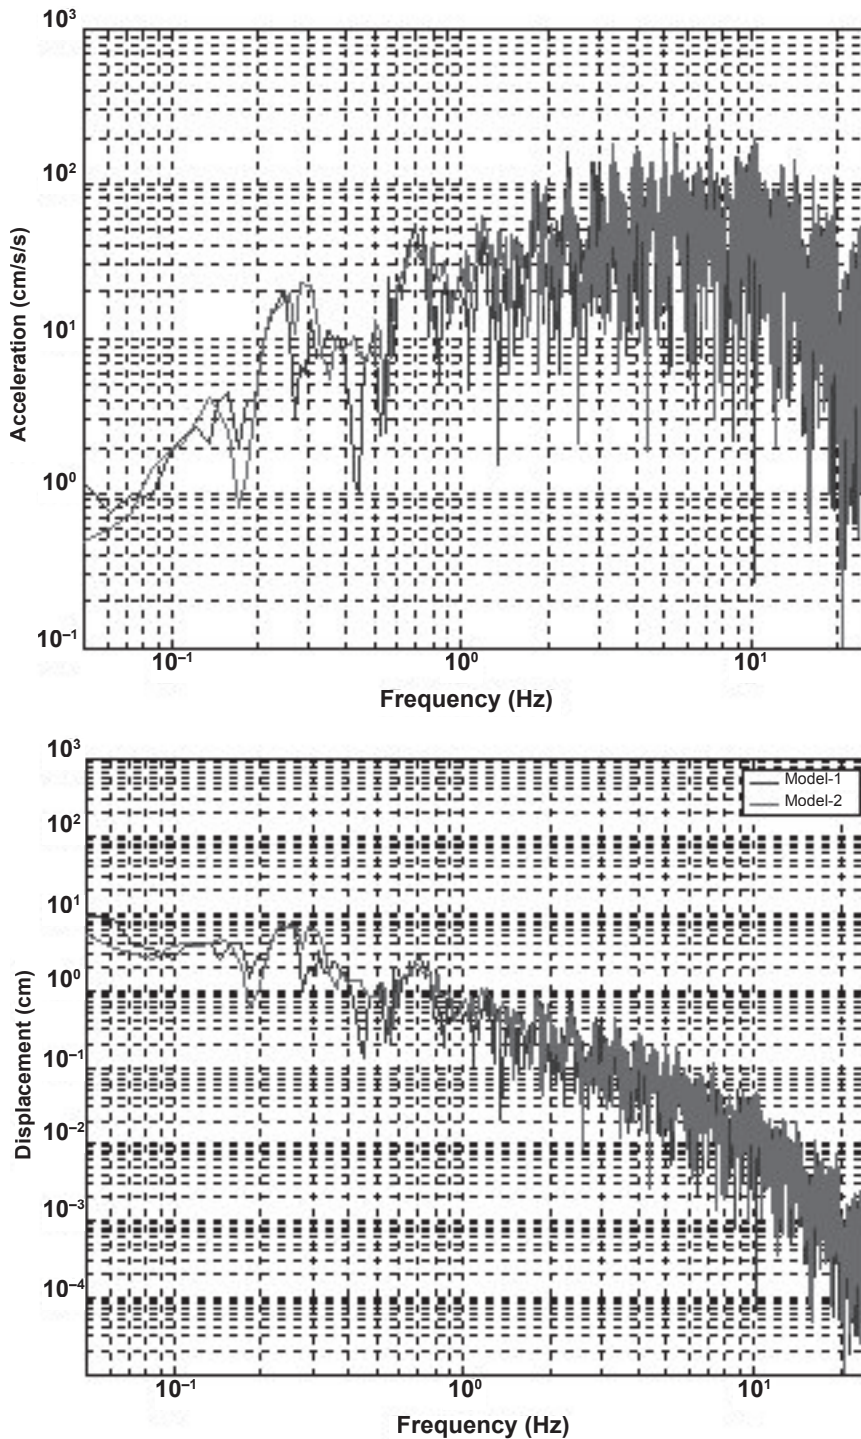 10³
10²
10¹
10⁰
10⁻¹
Acceleration (cm/s/s)
10⁻¹ 10⁰ 10¹
Frequency (Hz)
10³
10²
10¹
10⁰
10⁻¹
10⁻²
10⁻³
10⁻⁴
Displacement (cm)
Model-1
Model-2
10⁻¹ 10⁰ 10¹
Frequency (Hz)